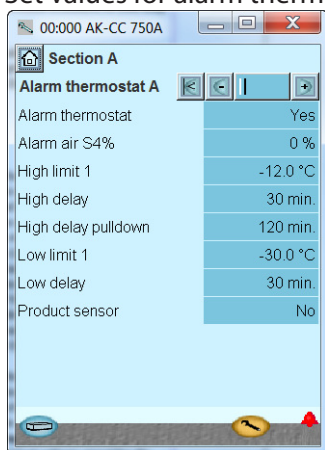 Set values for alarm therm
00:000 AK-CC 750A
Section A
Alarm thermostat A
Alarm thermostat Yes
Alarm air S4% 0 %
High limit 1 -12.0 °C
High delay 30 min.
High delay pulldown 120 min.
Low limit 1 -30.0 °C
Low delay 30 min.
Product sensor No